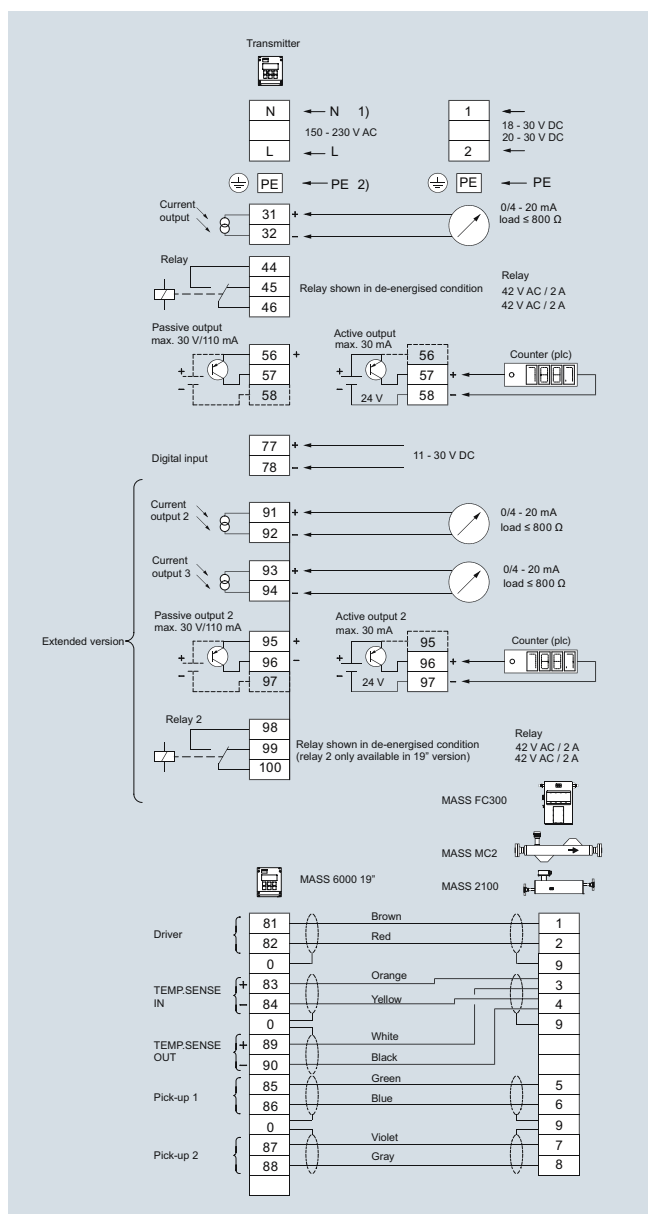 Transmitter
N N 1) 1
150 - 230 V AC 18 - 30 V DC
20 - 30 V DC
L L 2
PE PE 2) PE PE
Current
output
31 + 0/4 - 20 mA
32 – load ≤ 800 Ω
Relay
44
45 Relay shown in de-energised condition
46
Relay
42 V AC / 2 A
42 V AC / 2 A
Passive output
max. 30 V/110 mA
+
–
56 +
57
58
Active output
max. 30 mA
+
–
24 V
56
57 +
58 –
Counter (plc)
Digital input
77 +
78 –
11 - 30 V DC
Extended version
Current
output 2
91 + 0/4 - 20 mA
92 – load ≤ 800 Ω
Current
output 3
93 + 0/4 - 20 mA
94 – load ≤ 800 Ω
Passive output 2
max. 30 V/110 mA
+
–
95 +
96 –
97
Active output 2
max. 30 mA
+
–
24 V
95
96 +
97 –
Counter (plc)
Relay 2
98
99
100
Relay shown in de-energised condition
(relay 2 only available in 19" version)
Relay
42 V AC / 2 A
42 V AC / 2 A
MASS FC300
MASS MC2
MASS 6000 19"
MASS 2100
Driver
81 Brown 1
82 Red 2
0 9
TEMP.SENSE
IN
+ 83 Orange 3
– 84 Yellow 4
0 9
TEMP.SENSE
OUT
+ 89 White
– 90 Black
Pick-up 1
85 Green 5
86 Blue 6
0 9
Pick-up 2
87 Violet 7
88 Gray 8